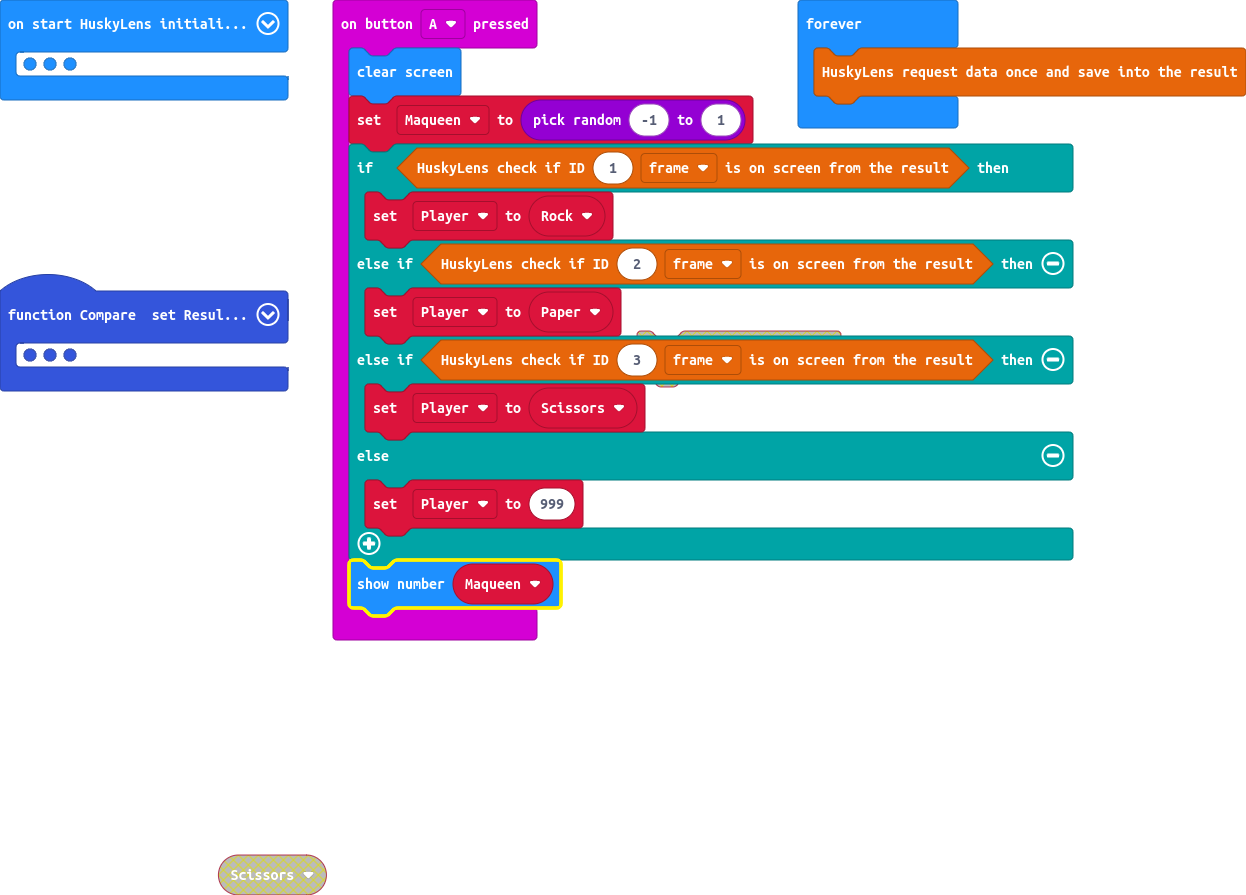 on start HuskyLens initiali...
on button A pressed
clear screen
set Maqueen to pick random -1 to 1
if HuskyLens check if ID 1 frame is on screen from the result then
set Player to Rock
else if HuskyLens check if ID 2 frame is on screen from the result then
set Player to Paper
else if HuskyLens check if ID 3 frame is on screen from the result then
set Player to Scissors
else
set Player to 999
show number Maqueen
forever
HuskyLens request data once and save into the result
function Compare set Resul...
Scissors